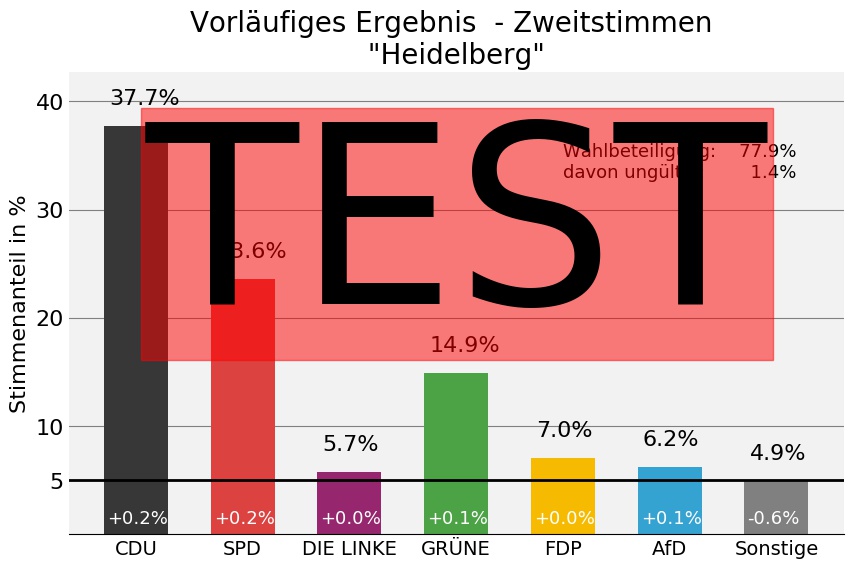 Vorläufiges Ergebnis - Zweitstimmen
"Heidelberg"
Stimmenanteil in %
40
30
20
10
5
TEST
Wahlbeteiligung: 77.9%
davon 1.4%
37.7%
5.7%
14.9%
7.0%
6.2%
4.9%
+0.2% +0.2% +0.0% +0.1% +0.0% +0.1% -0.6%
CDU SPD DIE LINKE GRÜNE FDP AfD Sonstige